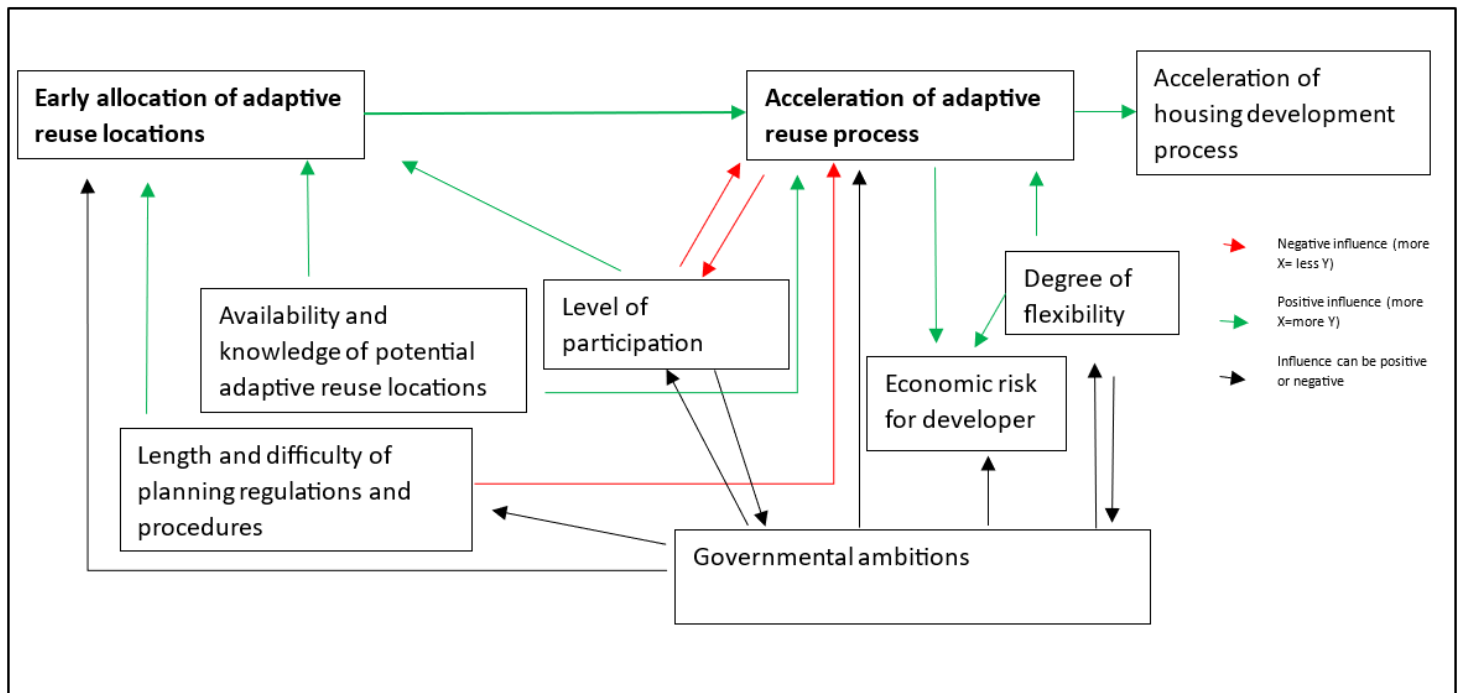 Early allocation of adaptive
reuse locations
Acceleration of adaptive
reuse process
Acceleration of
housing development
process
Negative influence (more
X= less Y)
Positive influence (more
X=more Y)
Influence can be positive
or negative
Availability and
knowledge of potential
adaptive reuse locations
Level of
participation
Degree of
flexibility
Economic risk
for developer
Length and difficulty of
planning regulations and
procedures
Governmental ambitions